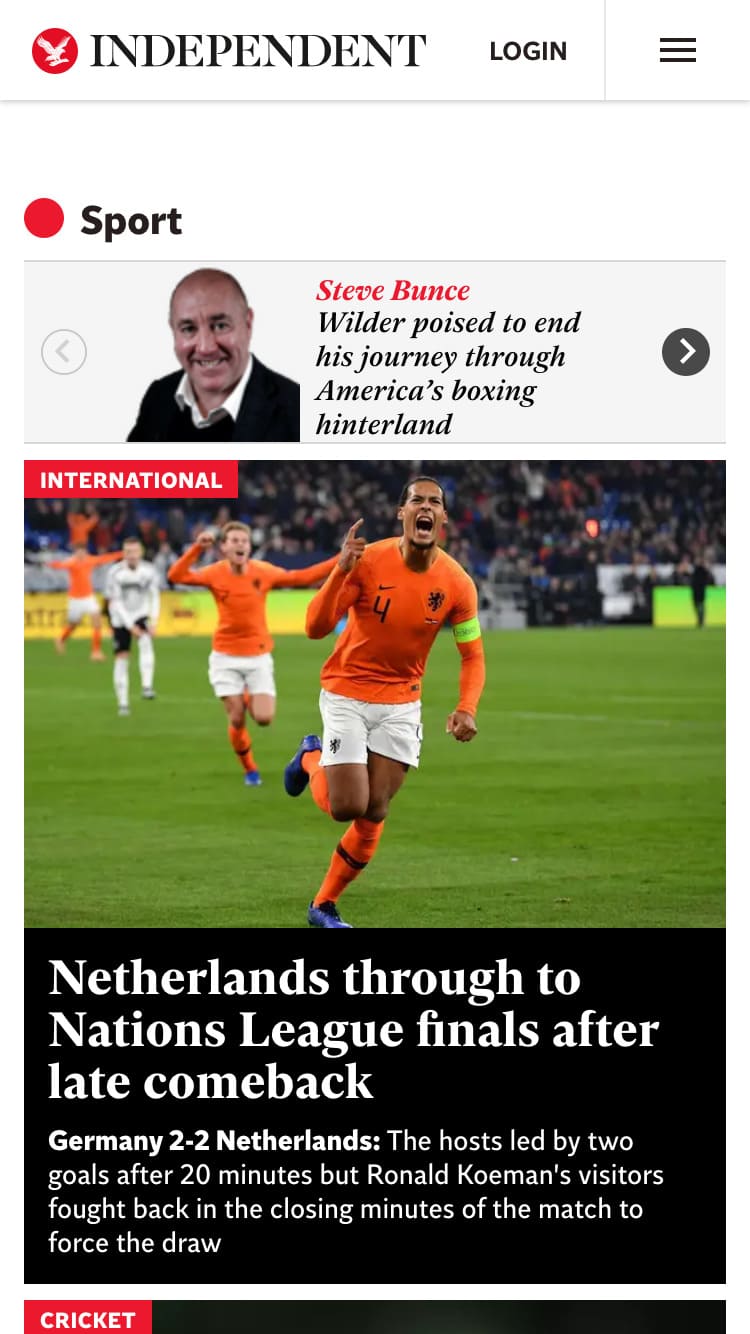 INDEPENDENT
LOGIN
Sport
Steve Bunce
Wilder poised to end
his journey through
America's boxing
hinterland
INTERNATIONAL
4
Netherlands through to
Nations League finals after
late comeback
Germany 2-2 Netherlands: The hosts led by two
goals after 20 minutes but Ronald Koeman's visitors
fought back in the closing minutes of the match to
force the draw
CRICKET